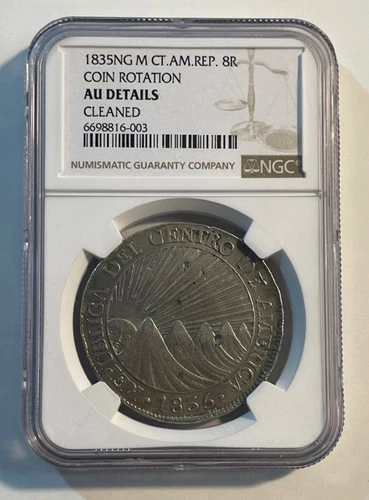 1835NG M CT.AM.REP. 8R
COIN ROTATION
AU DETAILS
CLEANED
6698816-003
NUMISMATIC GUARANTY COMPANY NGC
REPUBLICA DEL CENTRO DE AMERICA
·1835·